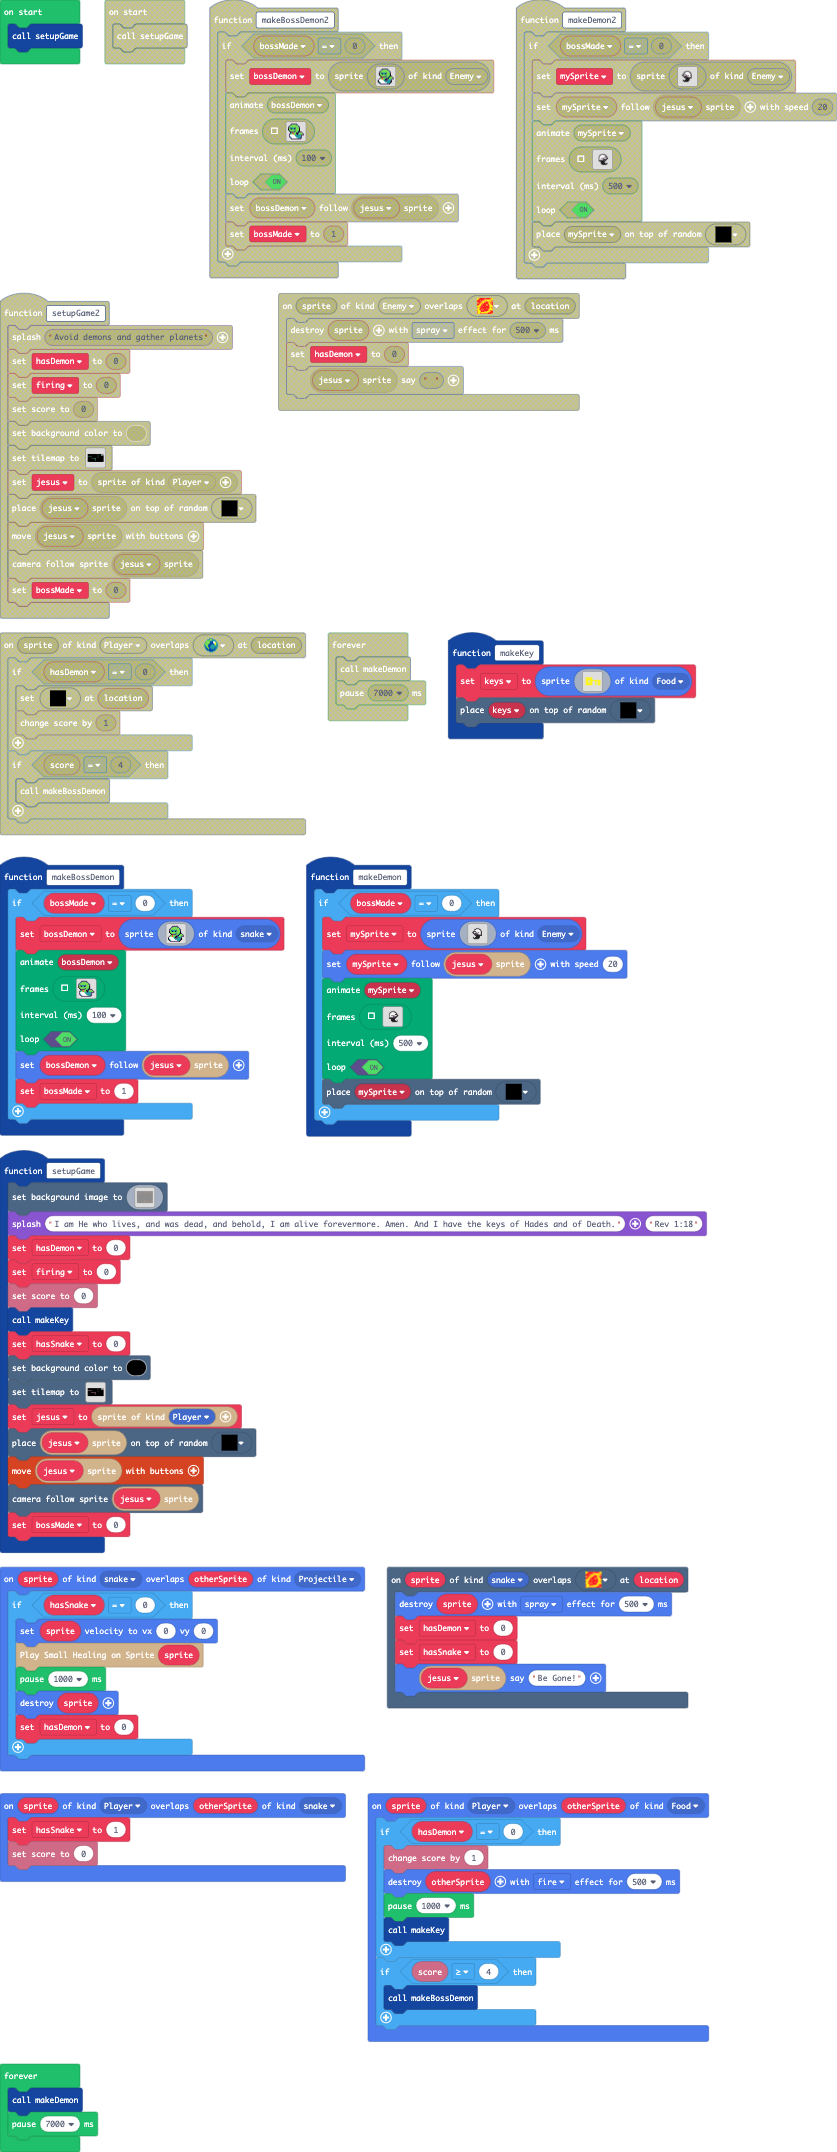 on start
call setupGame
on start
call setupGame
function makeBossDemon2
if bossMade = 0 then
set bossDemon to sprite of kind Enemy
animate bossDemon
frames
interval (ms) 100
loop ON
set bossDemon follow jesus sprite
set bossMade to 1
function makeDemon2
if bossMade = 0 then
set mySprite to sprite of kind Enemy
set mySprite follow jesus sprite with speed 20
animate mySprite
frames
interval (ms) 500
loop ON
place mySprite on top of random
function setupGame2
splash "Avoid demons and gather planets"
set hasDemon to 0
set firing to 0
set score to 0
set background color to
set tilemap to
set jesus to sprite of kind Player
place jesus sprite on top of random
move jesus sprite with buttons
camera follow sprite jesus sprite
set bossMade to 0
on sprite of kind Enemy overlaps at location
destroy sprite with spray effect for 500 ms
set hasDemon to 0
jesus sprite say " "
on sprite of kind Player overlaps at location
if hasDemon = 0 then
set at location
change score by 1
if score = 4 then
call makeBossDemon
forever
call makeDemon
pause 7000 ms
function makeKey
set keys to sprite of kind Food
place keys on top of random
function makeBossDemon
if bossMade = 0 then
set bossDemon to sprite of kind snake
animate bossDemon
frames
interval (ms) 100
loop ON
set bossDemon follow jesus sprite
set bossMade to 1
function makeDemon
if bossMade = 0 then
set mySprite to sprite of kind Enemy
set mySprite follow jesus sprite with speed 20
animate mySprite
frames
interval (ms) 500
loop ON
place mySprite on top of random
function setupGame
set background image to
splash "I am He who lives, and was dead, and behold, I am alive forevermore. Amen. And I have the keys of Hades and of Death." "Rev 1:18"
set hasDemon to 0
set firing to 0
set score to 0
call makeKey
set hasSnake to 0
set background color to
set tilemap to
set jesus to sprite of kind Player
place jesus sprite on top of random
move jesus sprite with buttons
camera follow sprite jesus sprite
set bossMade to 0
on sprite of kind snake overlaps otherSprite of kind Projectile
if hasSnake = 0 then
set sprite velocity to vx 0 vy 0
Play Small Healing on Sprite sprite
pause 1000 ms
destroy sprite
set hasDemon to 0
on sprite of kind snake overlaps at location
destroy sprite with spray effect for 500 ms
set hasDemon to 0
set hasSnake to 0
jesus sprite say "Be Gone!"
on sprite of kind Player overlaps otherSprite of kind snake
set hasSnake to 1
set score to 0
on sprite of kind Player overlaps otherSprite of kind Food
if hasDemon = 0 then
change score by 1
destroy otherSprite with fire effect for 500 ms
pause 1000 ms
call makeKey
if score ≥ 4 then
call makeBossDemon
forever
call makeDemon
pause 7000 ms